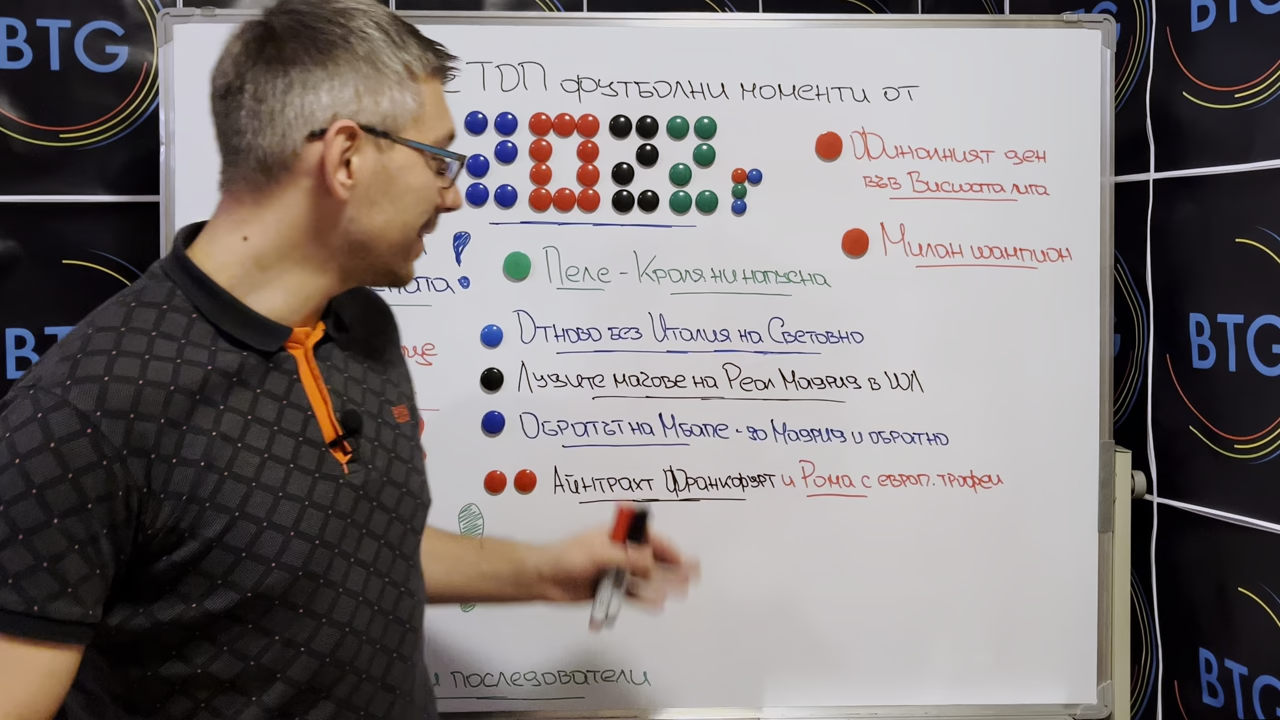 BTG
ТОП футболни моменти от
2022г
Финалният ден
във Висшата лига
Милан шампион
!
Пеле - Краля ни напусна
Отново без Италия на Световно
Лудите мачове на Реал Мадрид в ШЛ
Обратът на Мбапе - до Мадрид и обратно
Айнтрахт Франкфурт и Рома с европ. трофеи
и последователи
BTG
BTG
BTG